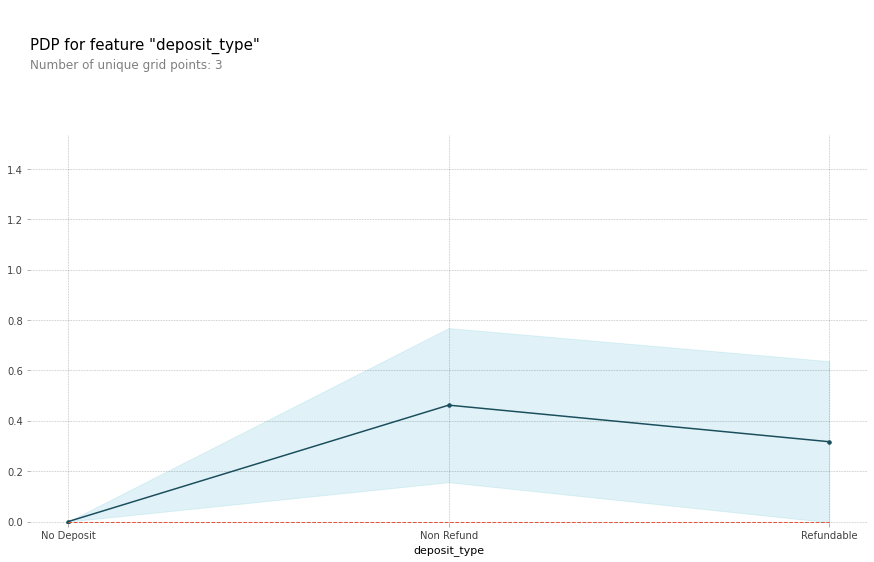 PDP for feature "deposit_type"
Number of unique grid points: 3
1.4
1.2
1.0
0.8
0.6
0.4
0.2
0.0
No Deposit Non Refund Refundable
deposit_type